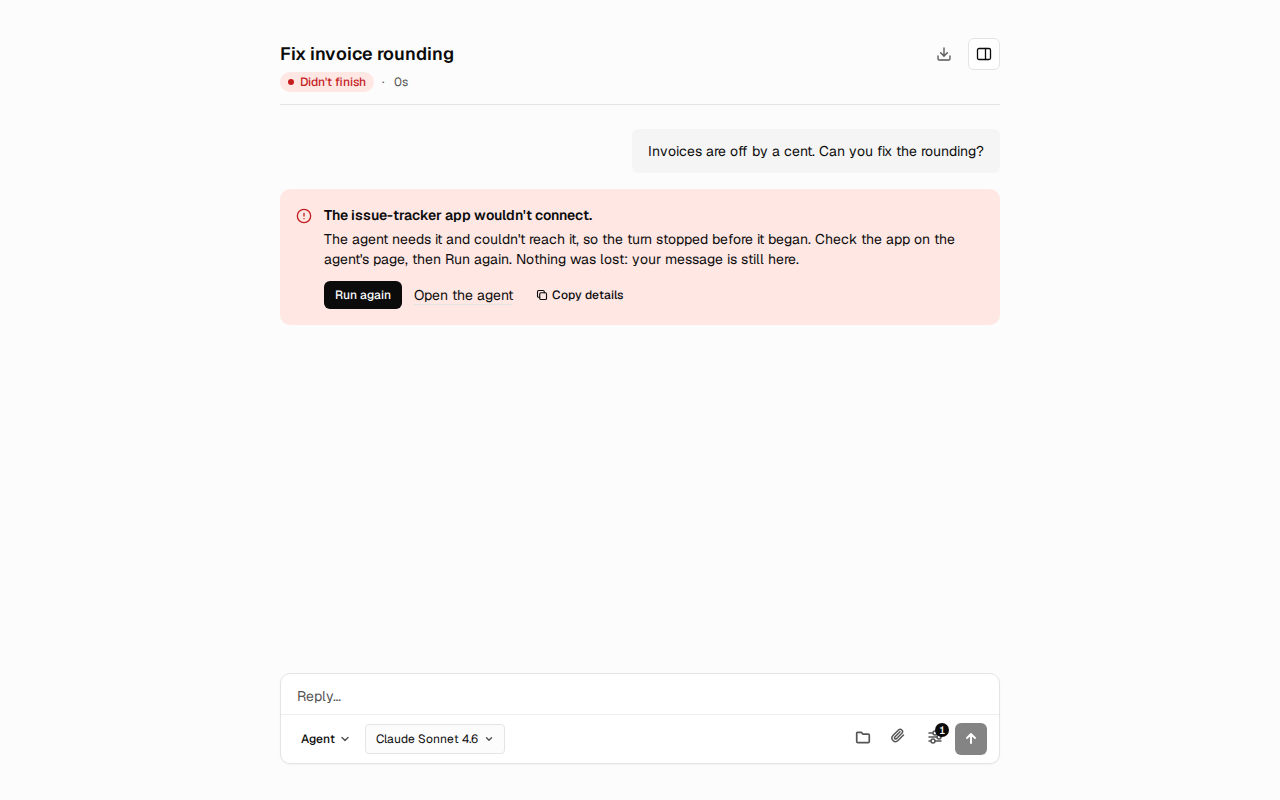 Fix invoice rounding
Didn't finish · 0s
Invoices are off by a cent. Can you fix the rounding?
The issue-tracker app wouldn't connect.
The agent needs it and couldn't reach it, so the turn stopped before it began. Check the app on the
agent's page, then Run again. Nothing was lost: your message is still here.
Run again Open the agent Copy details
Reply…
Agent Claude Sonnet 4.6 1